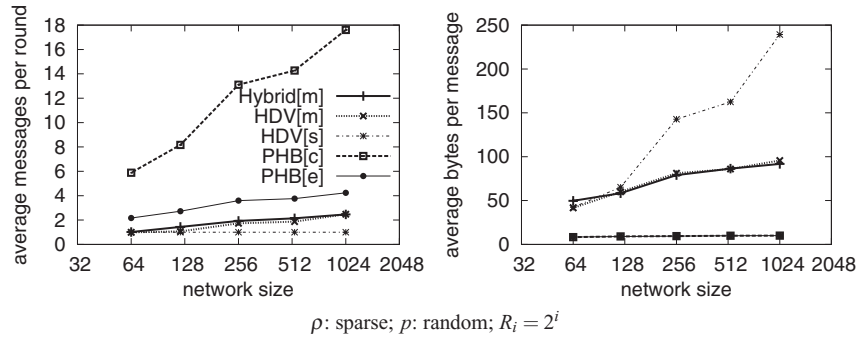 average messages per round
18
16
14
12
10
8
6
4
2
0
Hybrid[m]
HDV[m]
HDV[s]
PHB[c]
PHB[e]
32 64 128 256 512 1024 2048
network size
average bytes per message
250
200
150
100
50
0
32 64 128 256 512 1024 2048
network size
ρ: sparse; p: random; Rᵢ = 2ⁱ